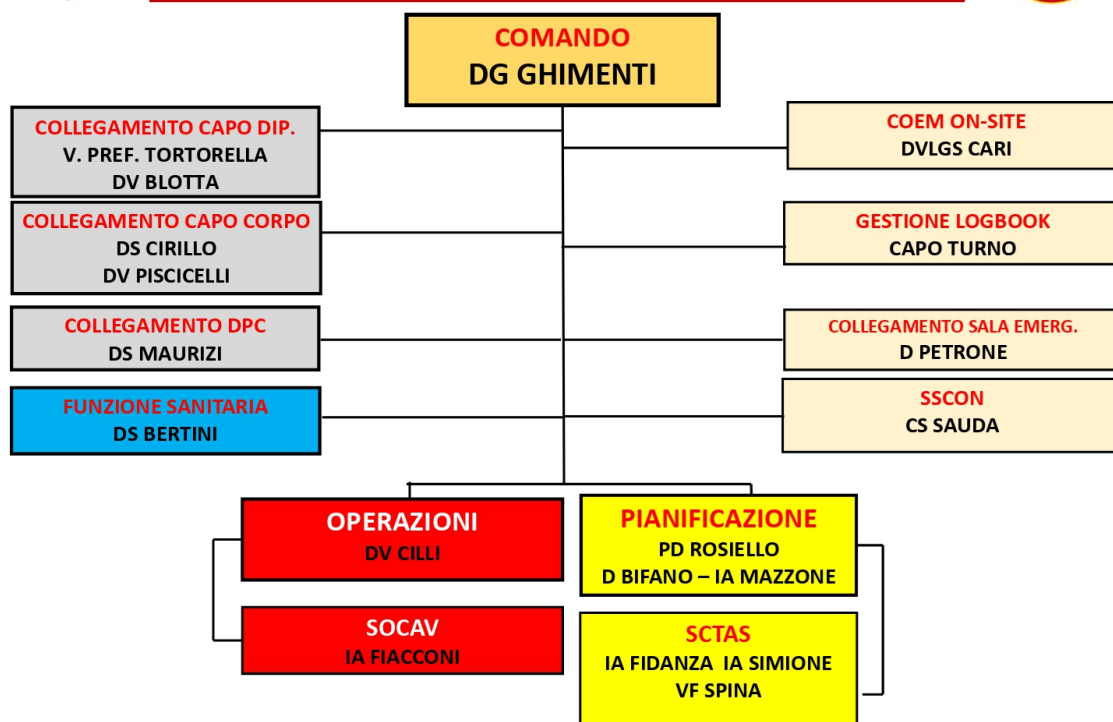 COMANDO
DG GHIMENTI
COLLEGAMENTO CAPO DIP.
V. PREF. TORTORELLA
DV BLOTTA
COLLEGAMENTO CAPO CORPO
DS CIRILLO
DV PISCICELLI
COLLEGAMENTO DPC
DS MAURIZI
FUNZIONE SANITARIA
DS BERTINI
COEM ON-SITE
DVLGS CARI
GESTIONE LOGBOOK
CAPO TURNO
COLLEGAMENTO SALA EMERG.
D PETRONE
SSCON
CS SAUDA
OPERAZIONI
DV CILLI
SOCAV
IA FIACCONI
PIANIFICAZIONE
PD ROSIELLO
D BIFANO – IA MAZZONE
SCTAS
IA FIDANZA IA SIMIONE
VF SPINA